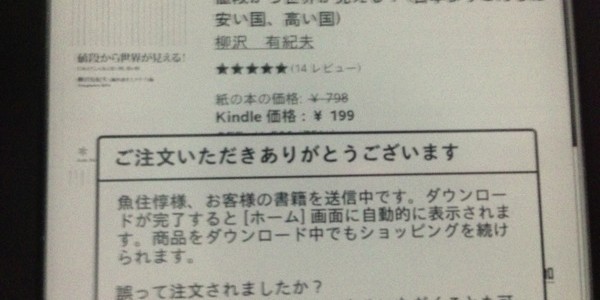 安い国、高い国)
柳沢 有紀夫
値段から世界が見える!
★★★★★(14 レビュー)
紙の本の価格: ¥ 798
Kindle 価格: ¥ 199
ご注文いただきありがとうございます
魚住惇様、お客様の書籍を送信中です。ダウンロー
ドが完了すると [ホーム] 画面に自動的に表示されま
す。商品をダウンロード中でもショッピングを続け
られます。
誤って注文されましたか?